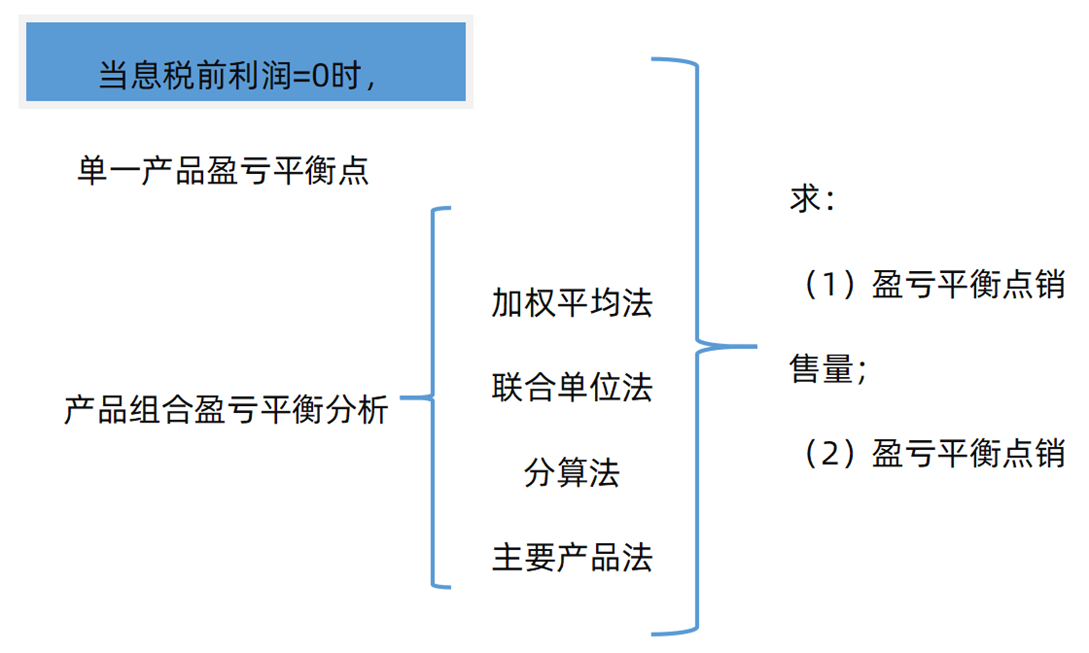 当息税前利润=0时，
单一产品盈亏平衡点
产品组合盈亏平衡分析
加权平均法
联合单位法
分算法
主要产品法
求：
（1）盈亏平衡点销
售量；
（2）盈亏平衡点销